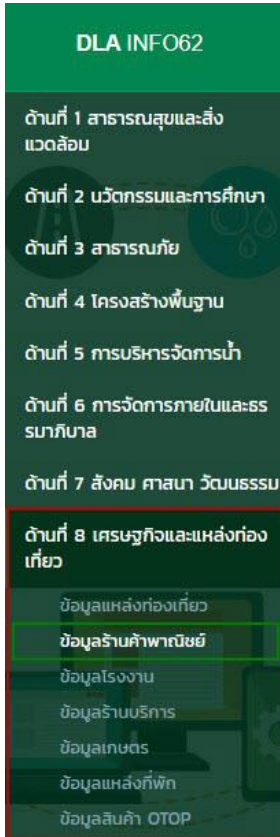 DLA INFO62
ด้านที่ 1 สาธารณสุขและสิ่ง
แวดล้อม
ด้านที่ 2 นวัตกรรมและการศึกษา
ด้านที่ 3 สาธารณภัย
ด้านที่ 4 โครงสร้างพื้นฐาน
ด้านที่ 5 การบริหารจัดการน้ำ
ด้านที่ 6 การจัดการภายในและธร
รมาภิบาล
ด้านที่ 7 สังคม ศาสนา วัฒนธรรม
ด้านที่ 8 เศรษฐกิจและแหล่งท่อง
เที่ยว
ข้อมูลแหล่งท่องเที่ยว
ข้อมูลร้านค้าพาณิชย์
ข้อมูลโรงงาน
ข้อมูลร้านบริการ
ข้อมูลเกษตร
ข้อมูลแหล่งที่พัก
ข้อมูลสินค้า OTOP